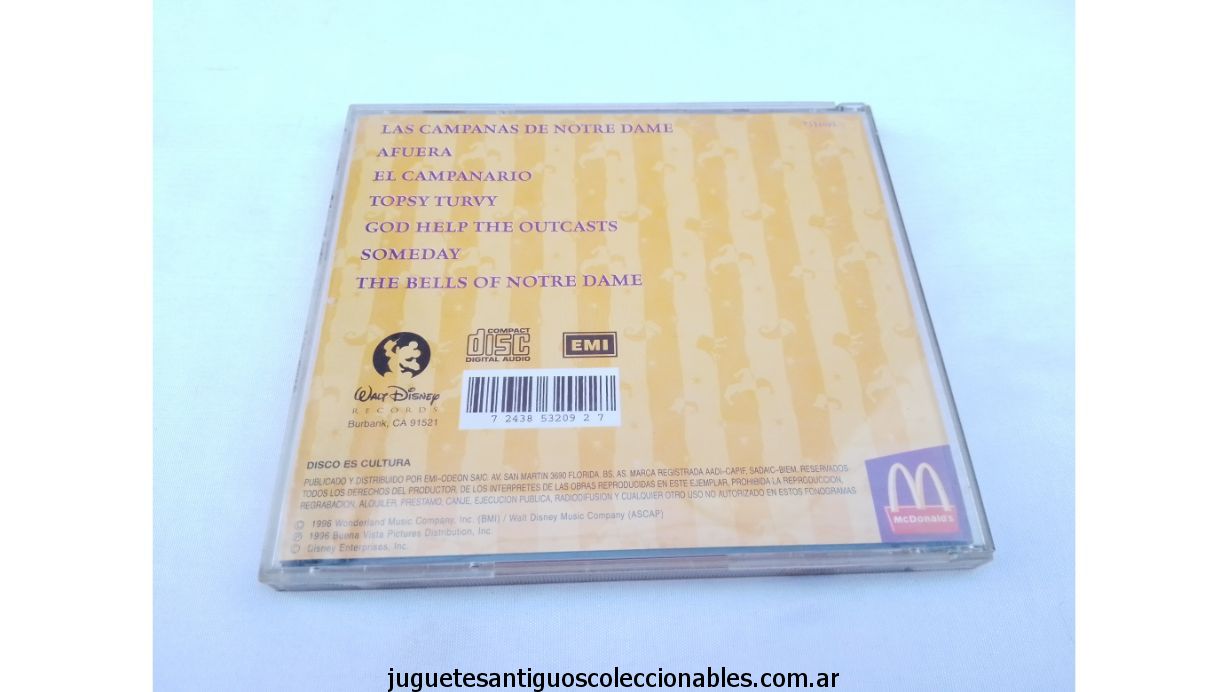 LAS CAMPANAS DE NOTRE DAME
AFUERA
EL CAMPANARIO
TOPSY TURVY
GOD HELP THE OUTCASTS
SOMEDAY
THE BELLS OF NOTRE DAME
COMPACT
disc
DIGITAL AUDIO
EMI
WALT DISNEY
RECORDS
Burbank, CA 91521
7 2438 53209 2 7
DISCO ES CULTURA
PUBLICADO Y DISTRIBUIDO POR EMI-ODEON SAIC. AV. SAN MARTIN 3690 FLORIDA. BS. AS. MARCA REGISTRADA AADI-CAPIF, SADAIC-BIEM, RESERVADOS
TODOS LOS DERECHOS DEL PRODUCTOR, DE LOS INTERPRETES DE LAS OBRAS REPRODUCIDAS EN ESTE EJEMPLAR. PROHIBIDA LA REPRODUCCION,
REGRABACION, ALQUILER, PRESTAMO, CANJE, EJECUCION PUBLICA, RADIODIFUSION Y CUALQUIER OTRO USO NO AUTORIZADO EN ESTOS FONOGRAMAS
© 1996 Wonderland Music Company, Inc. (BMI) / Walt Disney Music Company (ASCAP)
℗ 1996 Buena Vista Pictures Distribution, Inc.
© Disney Enterprises, Inc.
McDonald's
juguetesantiguoscoleccionables.com.ar